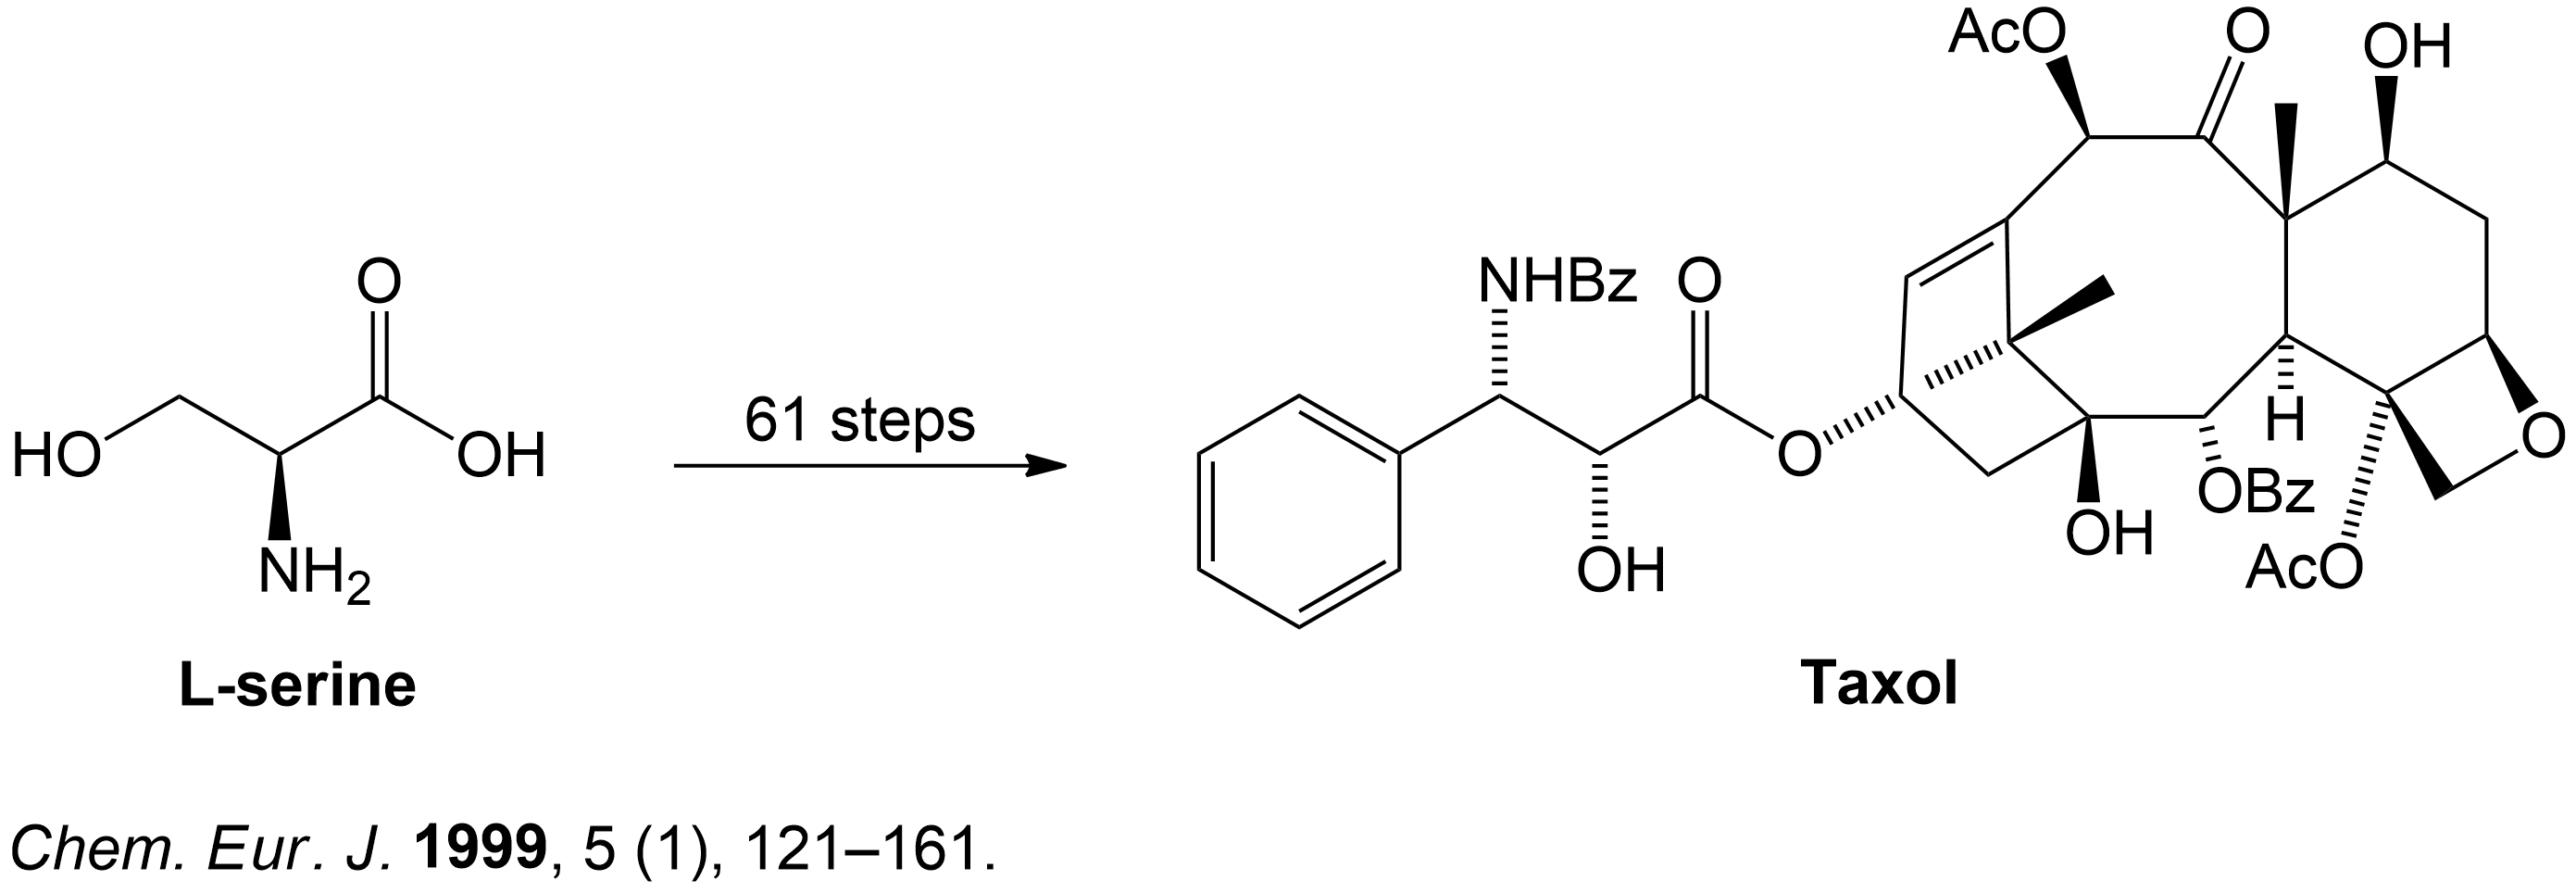 AcO
O
OH
NHBz
O
O
61 steps
HO
OH
O
H
O
NH2
OH
OH
OBz
AcO
L-serine
Taxol
Chem. Eur. J. 1999, 5 (1), 121–161.